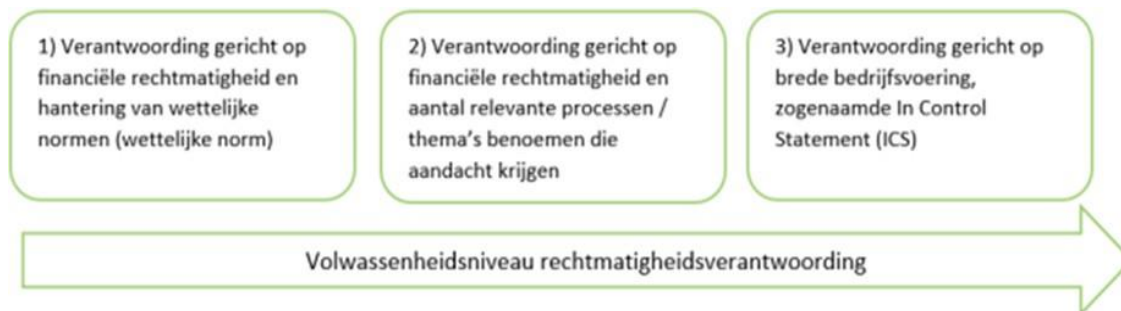 1) Verantwoording gericht op
financiële rechtmatigheid en
hantering van wettelijke
normen (wettelijke norm)
2) Verantwoording gericht op
financiële rechtmatigheid en
aantal relevante processen /
thema's benoemen die
aandacht krijgen
3) Verantwoording gericht op
brede bedrijfsvoering,
zogenaamde In Control
Statement (ICS)
Volwassenheidsniveau rechtmatigheidsverantwoording